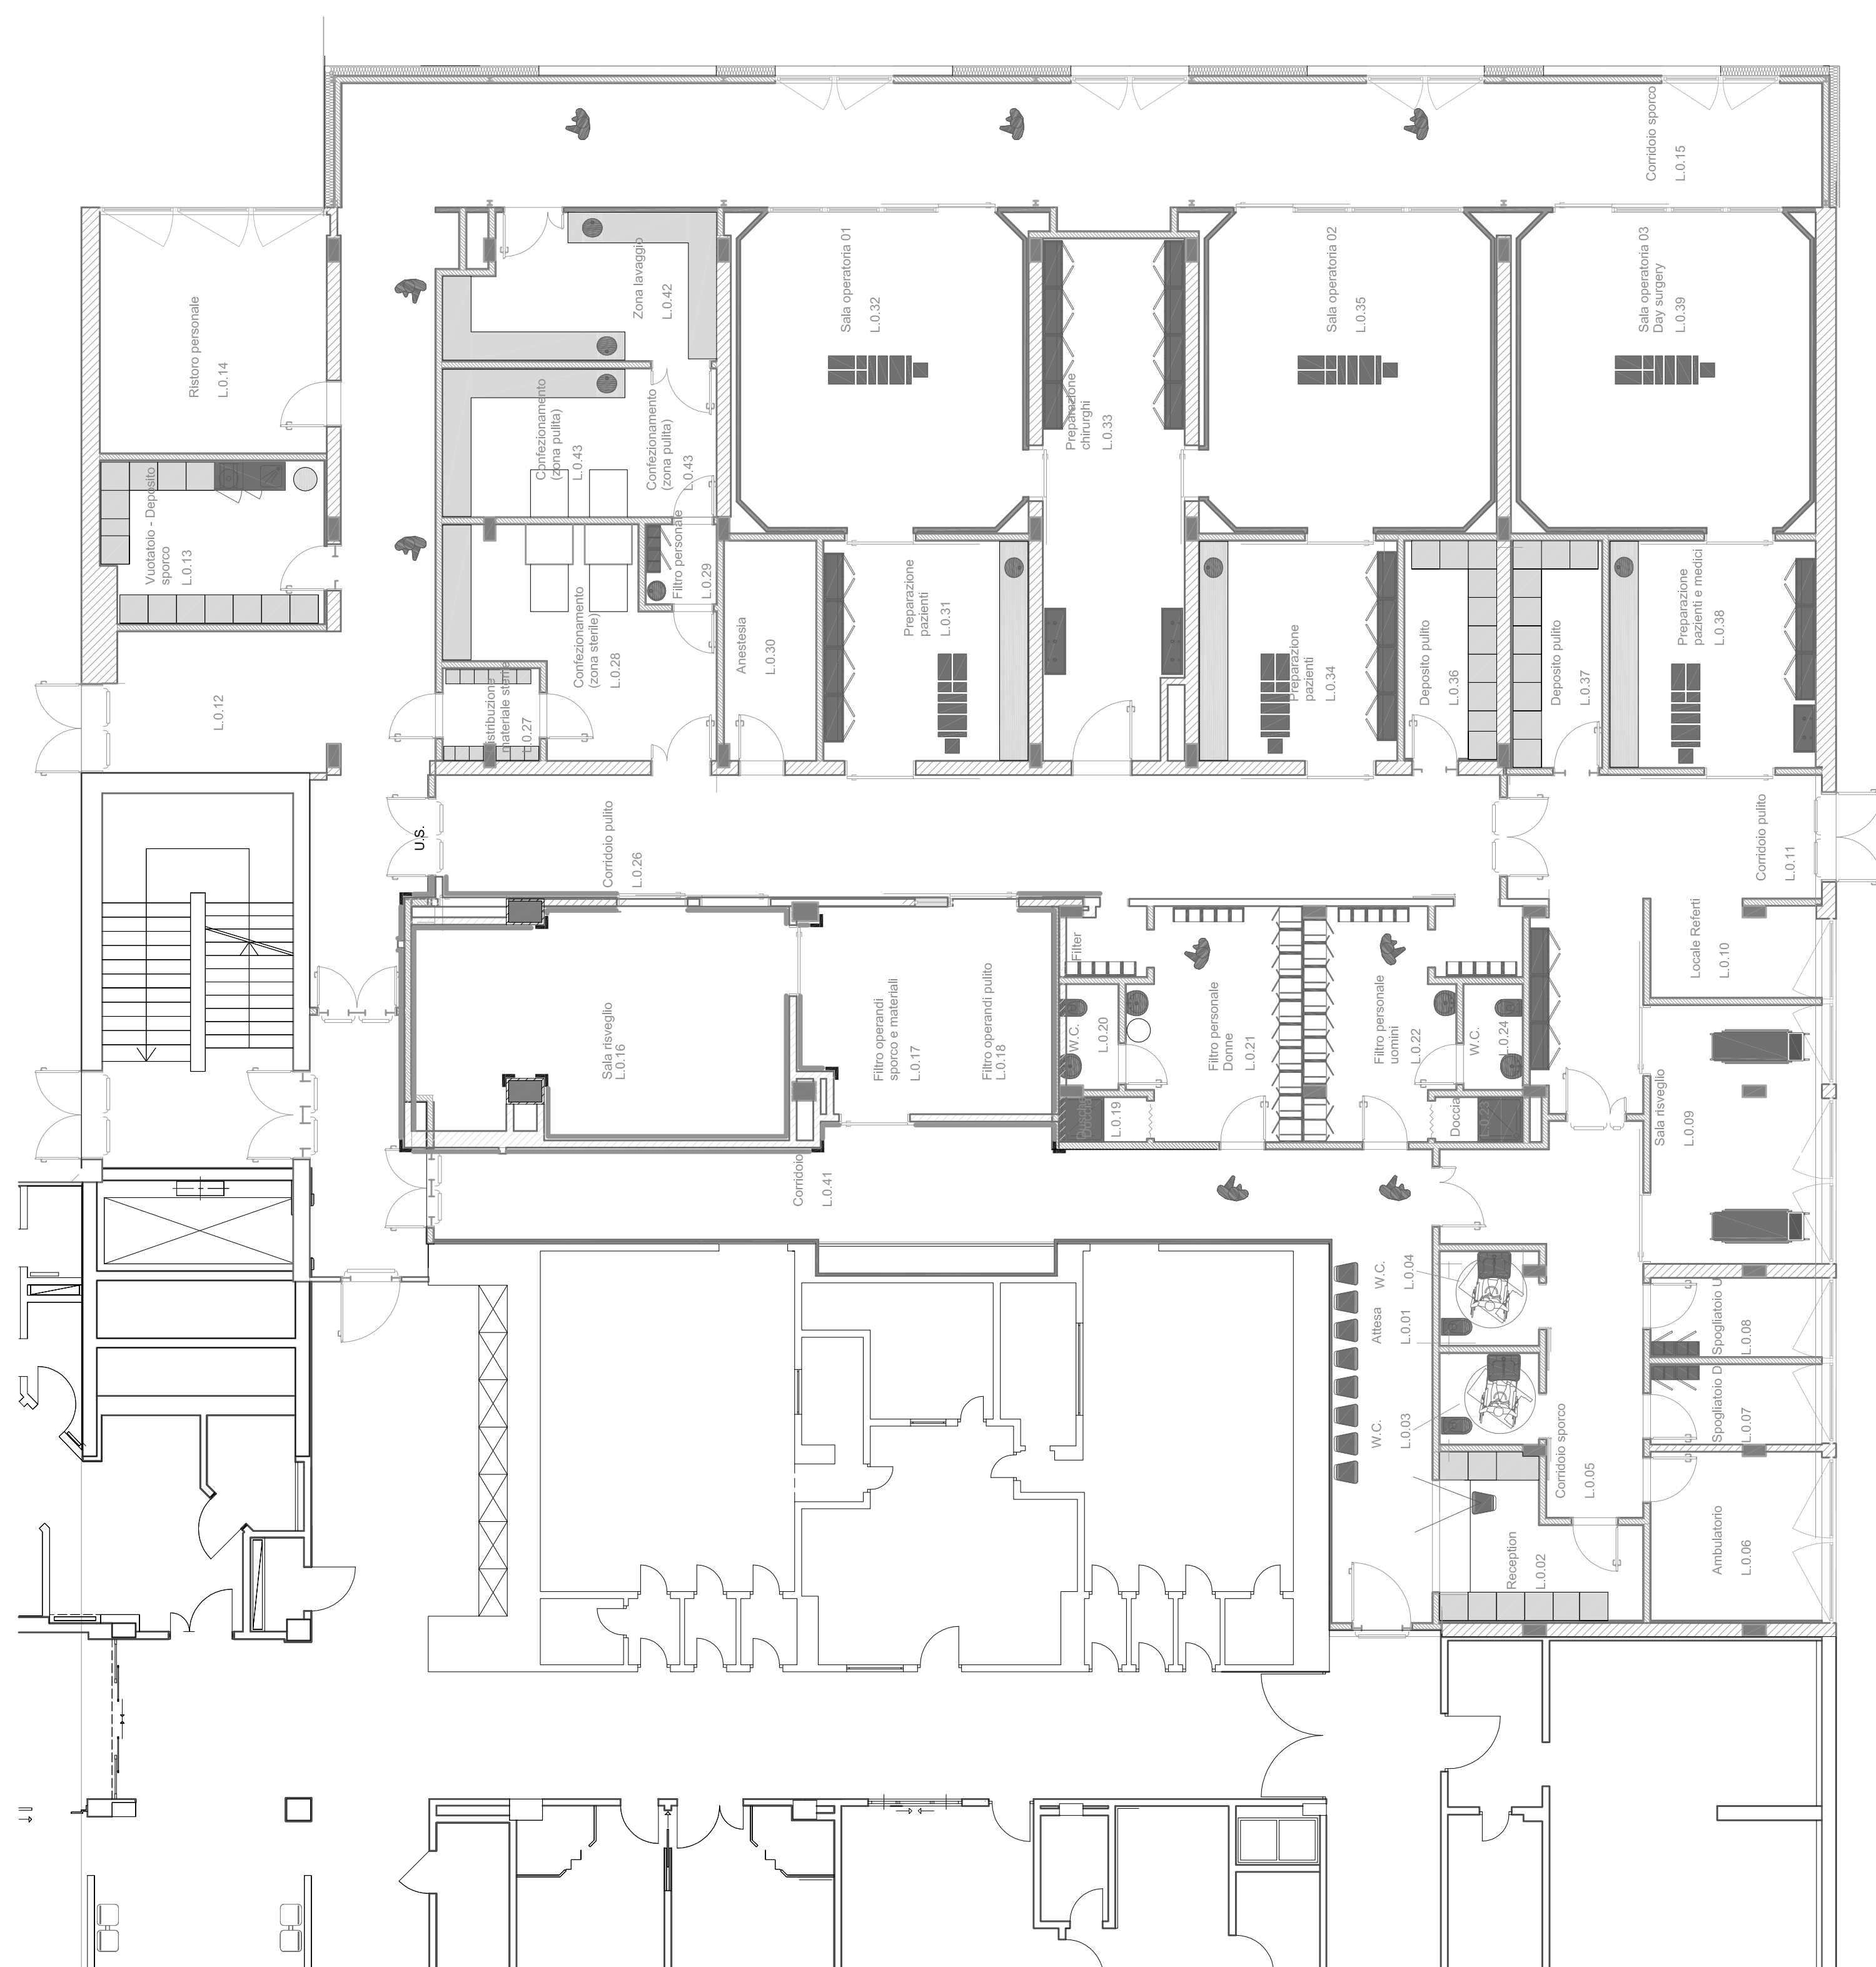 Corridoio sporco
L.0.15
Ristoro personale
L.0.14
Zona lavaggio
L.0.42
Sala operatoria 01
L.0.32
Sala operatoria 02
L.0.35
Sala operatoria 03
Day surgery
L.0.39
Preparazione
chirurghi
L.0.33
Confezionamento
(zona pulita)
L.0.43
Confezionamento
(zona pulita)
L.0.43
Vuotatoio - Deposito
sporco
L.0.13
Filtro personale
L.0.29
Confezionamento
(zona sterile)
L.0.28
Anestesia
L.0.30
Preparazione
pazienti
L.0.31
Preparazione
pazienti
L.0.34
Deposito pulito
L.0.36
Deposito pulito
L.0.37
Preparazione
pazienti e medici
L.0.38
L.0.12
materiale
L.0.27
U.S.
Corridoio pulito
L.0.26
Corridoio pulito
L.0.11
Sala risveglio
L.0.16
Filtro operandi
sporco e materiali
L.0.17
Filtro operandi pulito
L.0.18
Filter
W.C.
L.0.20
Doccia
L.0.19
Filtro personale
Donne
L.0.21
Filtro personale
uomini
L.0.22
W.C.
L.0.24
Doccia
L.0.23
Locale Referti
L.0.10
Sala risveglio
L.0.09
Corridoio
L.0.41
W.C.
L.0.04
Attesa
L.0.01
W.C.
L.0.03
Spogliatoio U
L.0.08
Spogliatoio D
L.0.07
Corridoio sporco
L.0.05
Reception
L.0.02
Ambulatorio
L.0.06